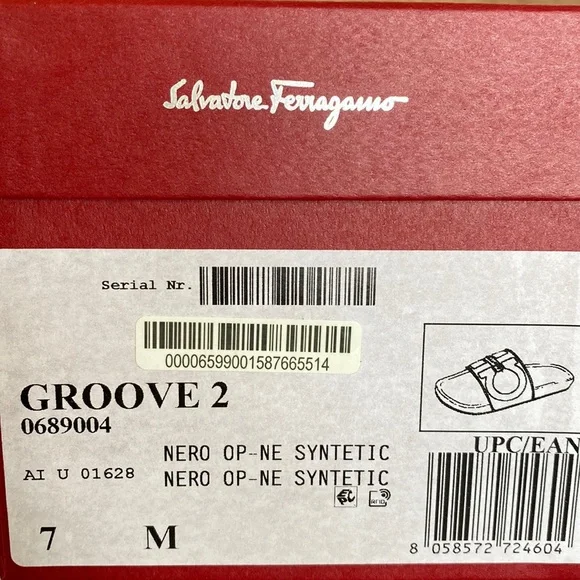 Salvatore Ferragamo
Serial Nr.
00006599001587665514
GROOVE 2
0689004
UPC/EAN
NERO OP-NE SYNTETIC
AI U 01628 NERO OP-NE SYNTETIC
RFID
7 M
8 058572 724604